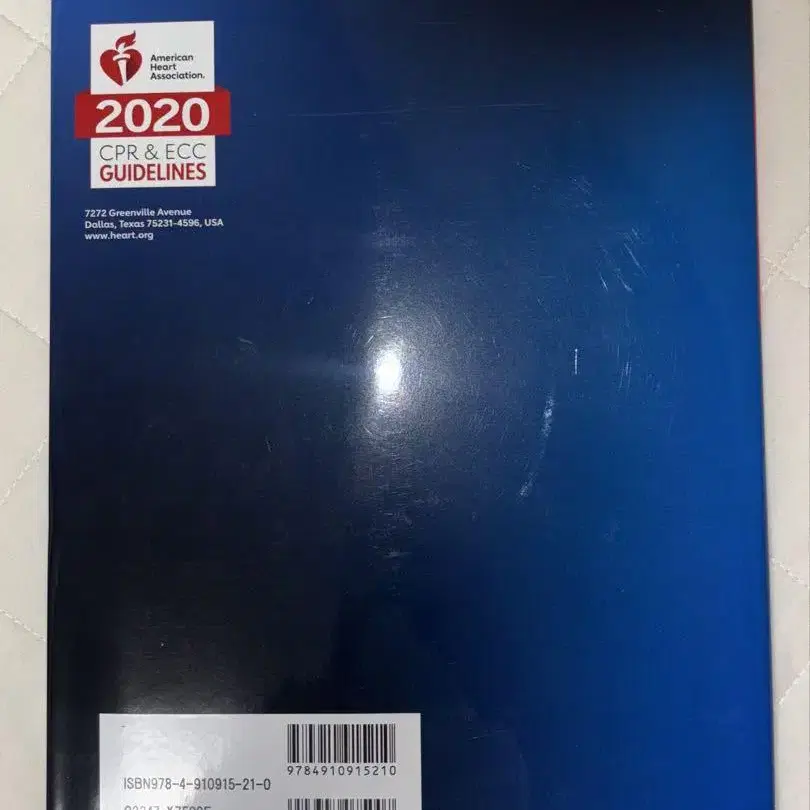 American
Heart
Association.
2020
CPR & ECC
GUIDELINES
7272 Greenville Avenue
Dallas, Texas 75231-4596, USA
www.heart.org
9784910915210
ISBN978-4-910915-21-0